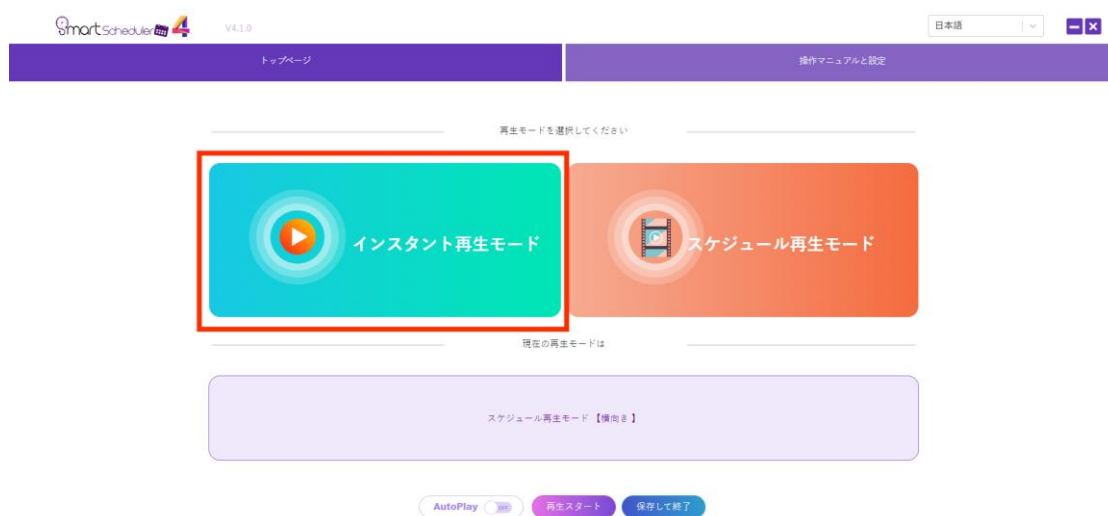 Smart Scheduler 4
V4.1.0
日本語
トップページ
操作マニュアルと設定
再生モードを選択してください
インスタント再生モード
スケジュール再生モード
現在の再生モードは
スケジュール再生モード 【横向き 】
AutoPlay OFF
再生スタート
保存して終了